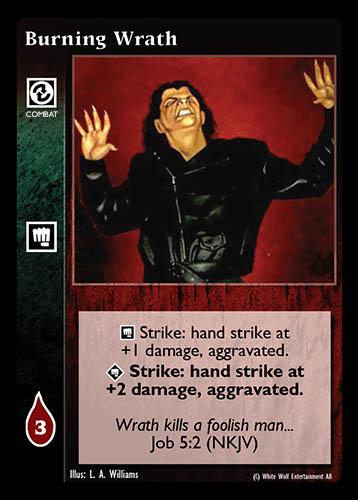 Burning Wrath
COMBAT
Strike: hand strike at
+1 damage, aggravated.
Strike: hand strike at
+2 damage, aggravated.
Wrath kills a foolish man...
Job 5:2 (NKJV)
3
Illus: L. A. Williams
(C) White Wolf Entertainment AB